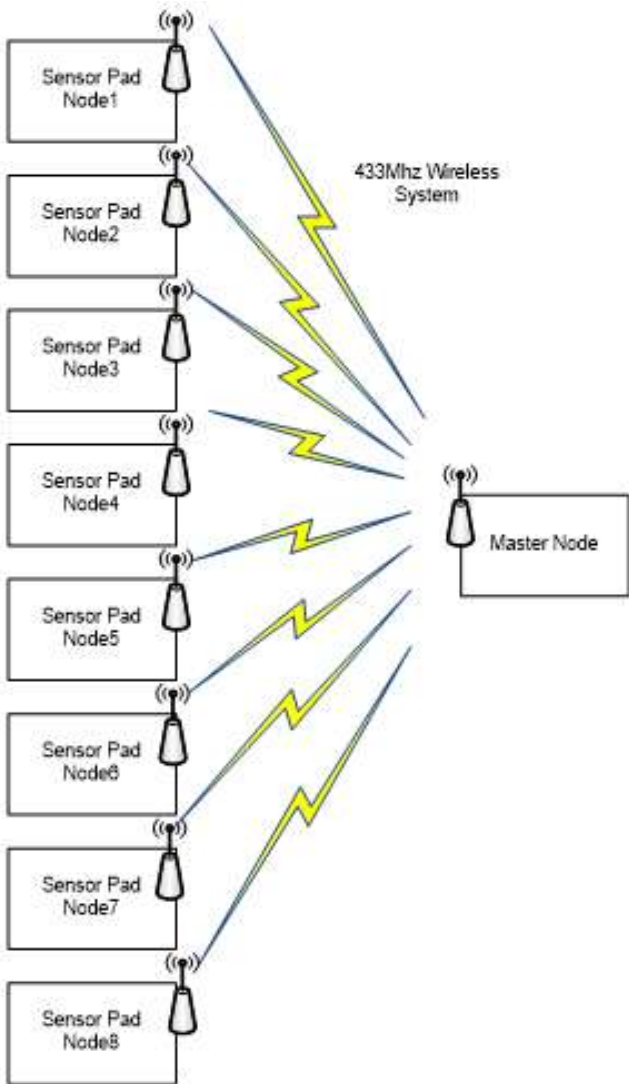 Sensor Pad
Node1
433Mhz Wireless
System
Sensor Pad
Node2
Sensor Pad
Node3
Sensor Pad
Node4
Master Node
Sensor Pad
Node5
Sensor Pad
Node6
Sensor Pad
Node7
Sensor Pad
Node8